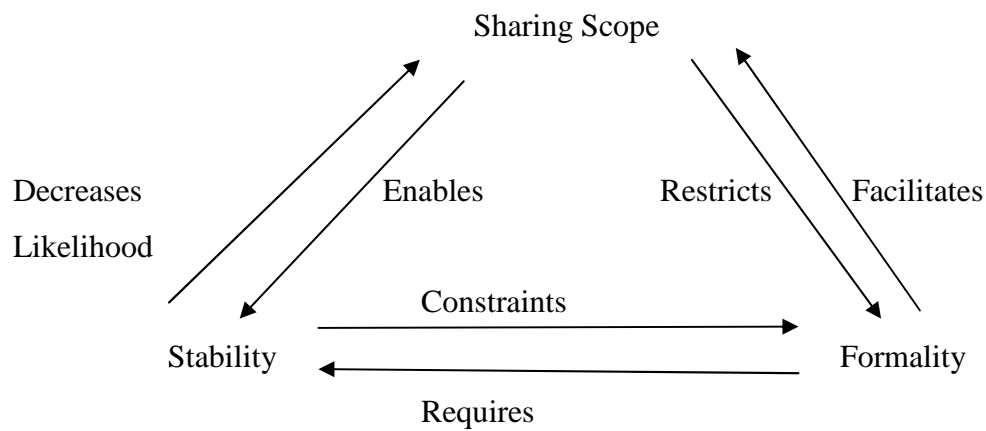 Sharing Scope
Decreases
Likelihood
Enables
Restricts
Facilitates
Constraints
Stability
Formality
Requires